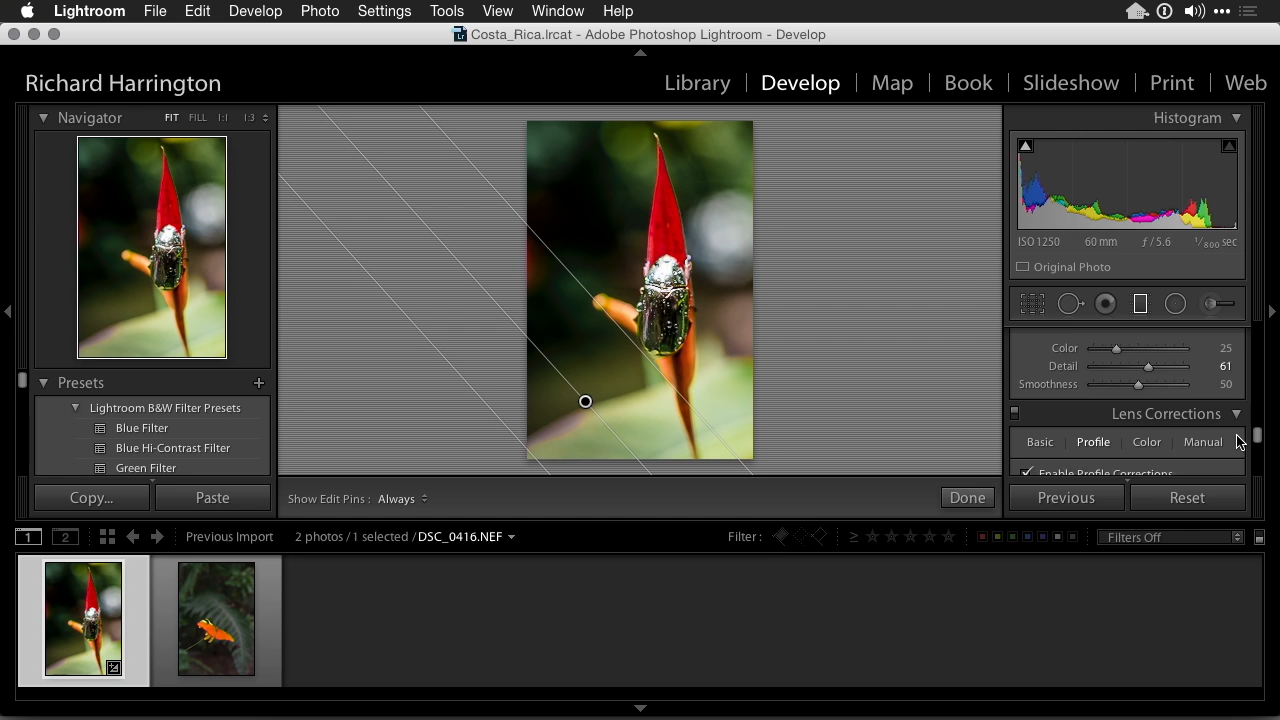 Lightroom File Edit Develop Photo Settings Tools View Window Help
Costa_Rica.lrcat - Adobe Photoshop Lightroom - Develop
Richard Harrington
Library Develop Map Book Slideshow Print Web
Navigator FIT FILL 1:1 1:3
Histogram
ISO 1250 60 mm ƒ / 5.6 1/800 sec
Original Photo
Color 25
Detail 61
Smoothness 50
Presets
Lightroom B&W Filter Presets
Blue Filter
Blue Hi-Contrast Filter
Green Filter
Lens Corrections
Basic Profile Color Manual
Enable Profile Corrections
Copy... Paste
Show Edit Pins : Always
Done
Previous Reset
1 2 Previous Import 2 photos / 1 selected / DSC_0416.NEF
Filter : ≥ Filters Off